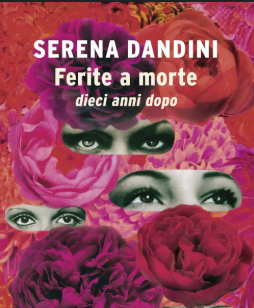 SERENA DANDINI
Ferite a morte
dieci anni dopo